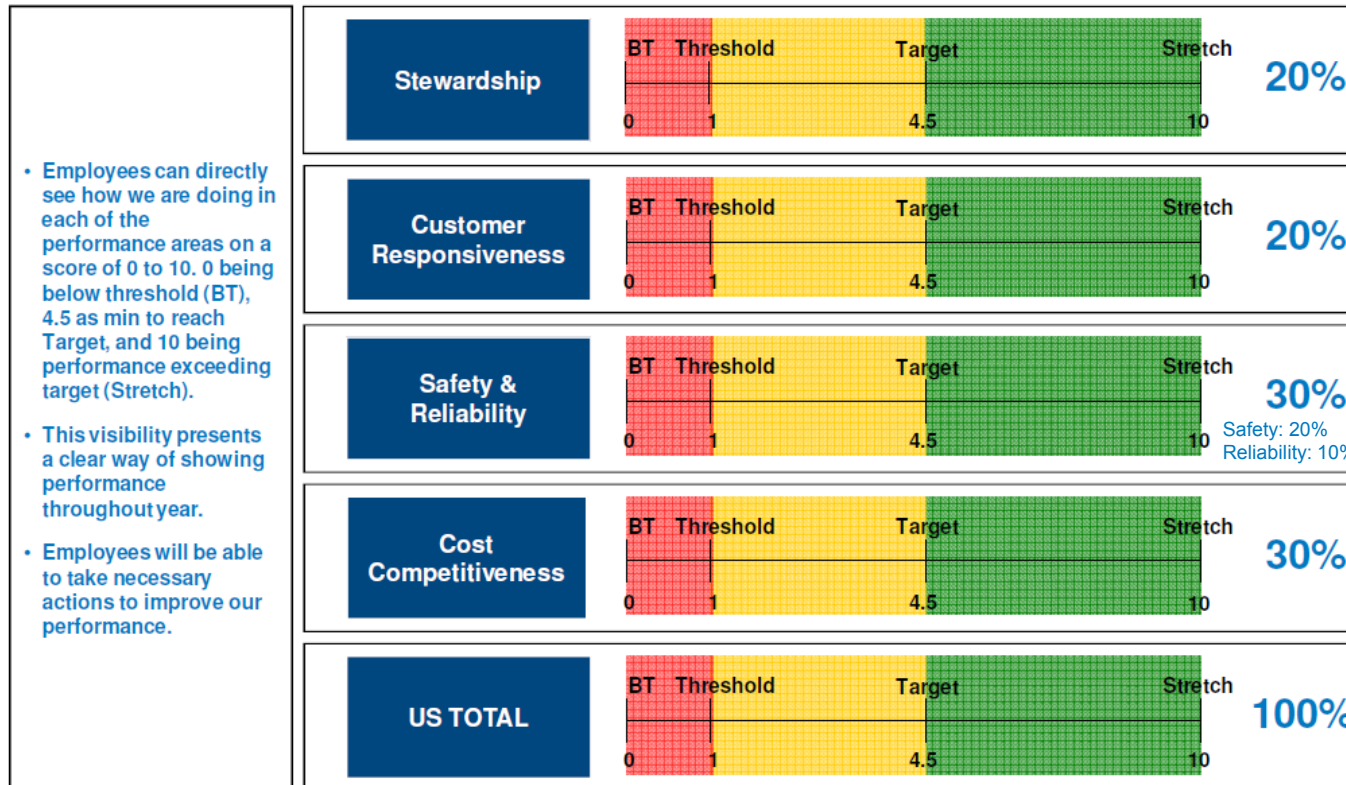 • Employees can directly
see how we are doing in
each of the
performance areas on a
score of 0 to 10. 0 being
below threshold (BT),
4.5 as min to reach
Target, and 10 being
performance exceeding
target (Stretch).
• This visibility presents
a clear way of showing
performance
throughout year.
• Employees will be able
to take necessary
actions to improve our
performance.
Stewardship
BT Threshold Target Stretch
0 1 4.5 10
20%
Customer
Responsiveness
BT Threshold Target Stretch
0 1 4.5 10
20%
Safety &
Reliability
BT Threshold Target Stretch
0 1 4.5 10
30%
Safety: 20%
Reliability: 10%
Cost
Competitiveness
BT Threshold Target Stretch
0 1 4.5 10
30%
US TOTAL
BT Threshold Target Stretch
0 1 4.5 10
100%